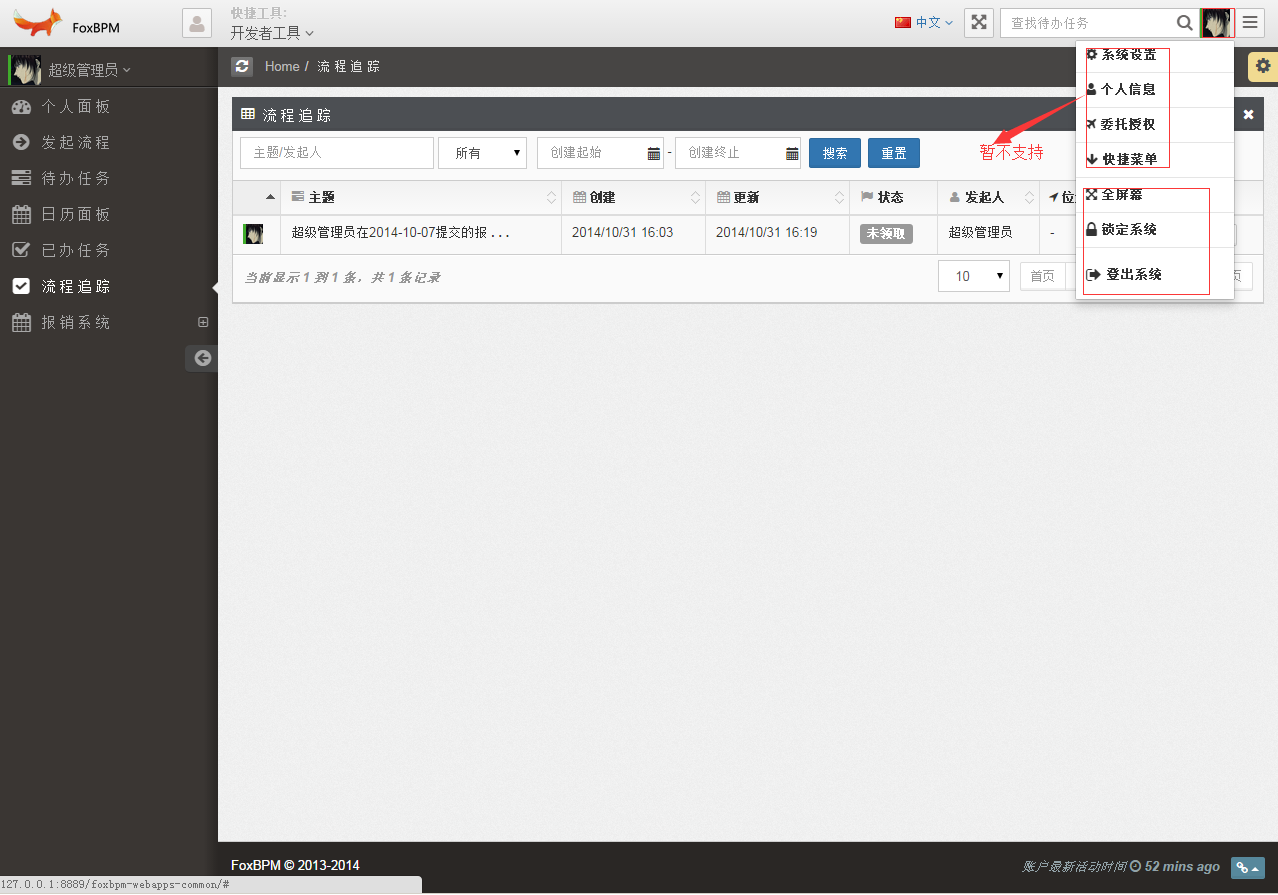 FoxBPM
快捷工具:
开发者工具
中文
查找待办任务
超级管理员
Home / 流程追踪
系统设置
个人信息
委托授权
快捷菜单
全屏幕
锁定系统
登出系统
个人面板
发起流程
待办任务
日历面板
已办任务
流程追踪
报销系统
流程追踪
主题/发起人
所有
创建起始
-
创建终止
搜索
重置
暂不支持
主题
创建
更新
状态
发起人
超级管理员在2014-10-07提交的报 . . .
2014/10/31 16:03
2014/10/31 16:19
未领取
超级管理员
-
当前显示 1 到 1 条，共 1 条记录
10
首页
页
FoxBPM © 2013-2014
账户最新活动时间 52 mins ago
127.0.0.1:8889/foxbpm-webapps-common/#